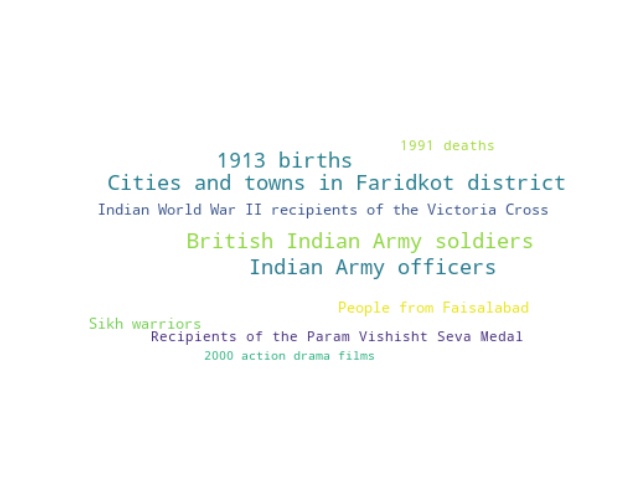 1991 deaths
1913 births
Cities and towns in Faridkot district
Indian World War II recipients of the Victoria Cross
British Indian Army soldiers
Indian Army officers
People from Faisalabad
Sikh warriors
Recipients of the Param Vishisht Seva Medal
2000 action drama films